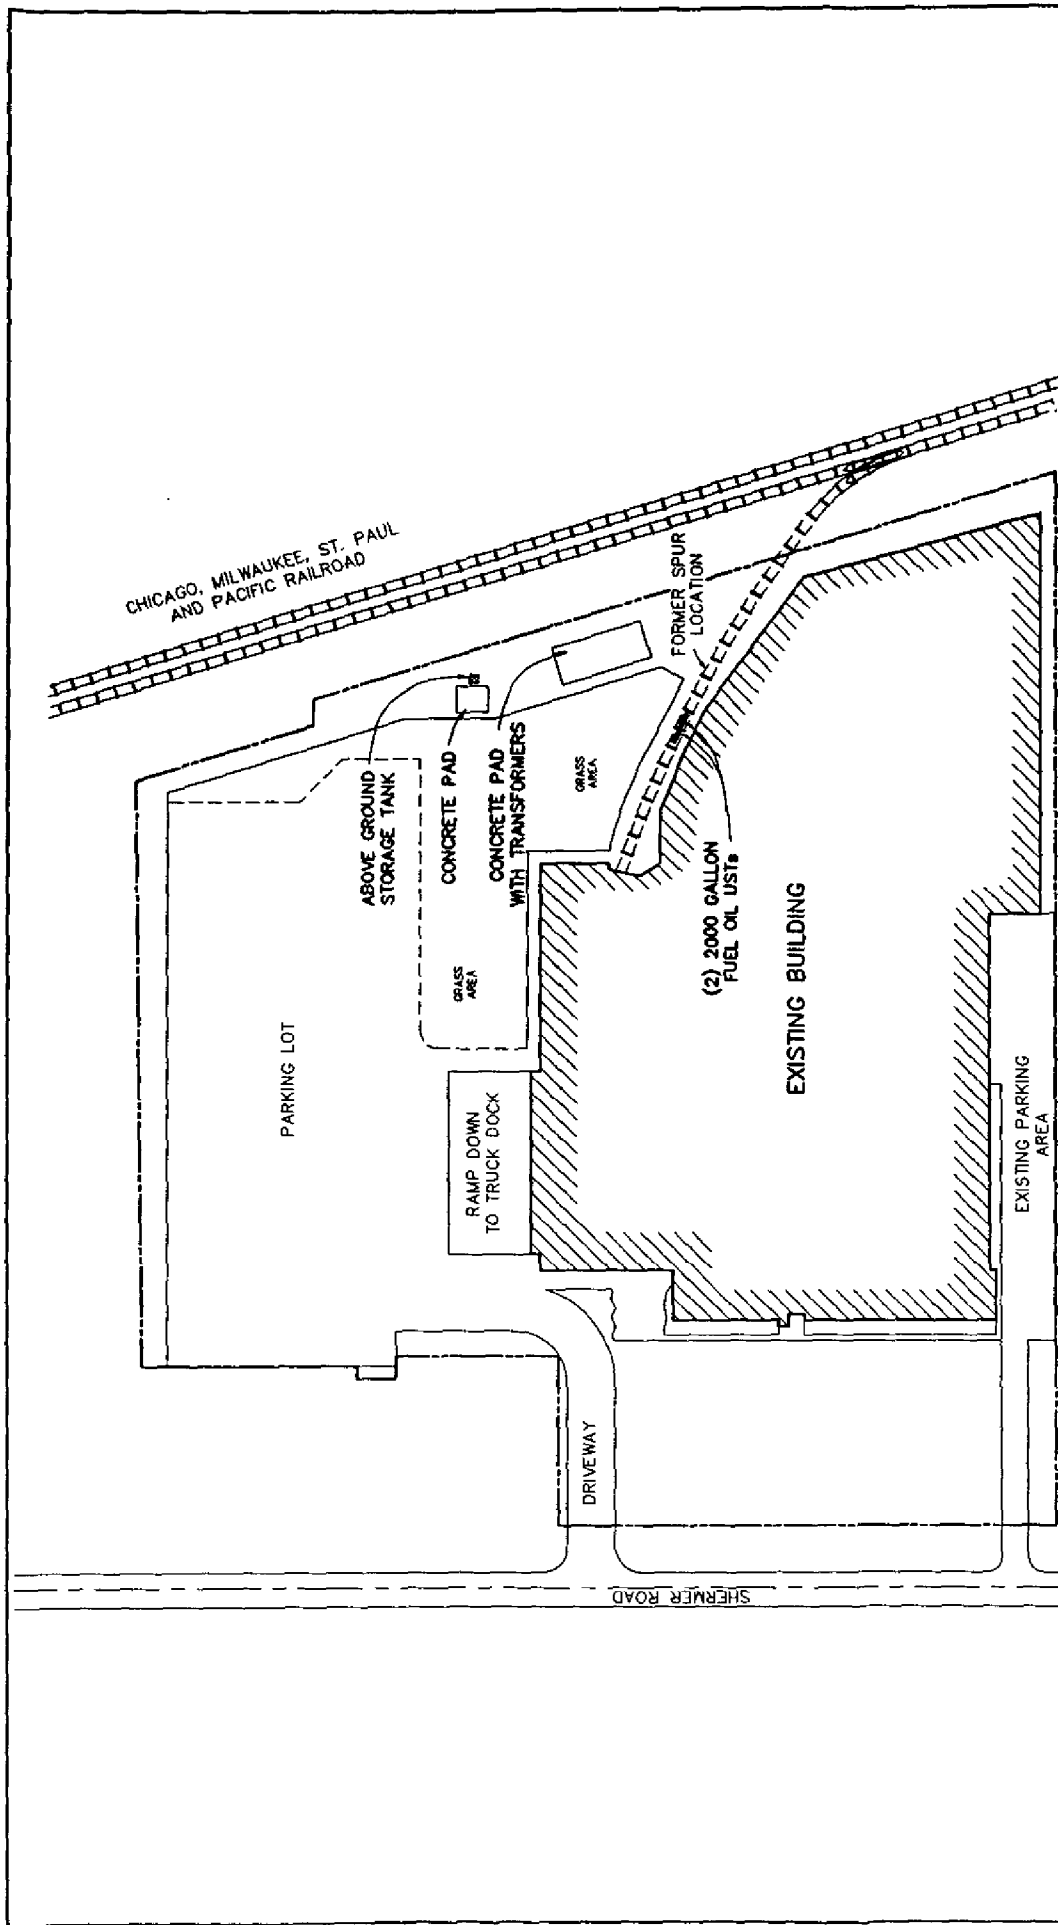 CHICAGO, MILWAUKEE, ST. PAUL
AND PACIFIC RAILROAD
PARKING LOT
ABOVE GROUND
STORAGE TANK
CONCRETE PAD
CONCRETE PAD
WITH TRANSFORMERS
GRASS
AREA
GRASS
AREA
FORMER SPUR
LOCATION
RAMP DOWN
TO TRUCK DOCK
(2) 2000 GALLON
FUEL OIL USTs
EXISTING BUILDING
EXISTING PARKING
AREA
DRIVEWAY
SHERMER ROAD